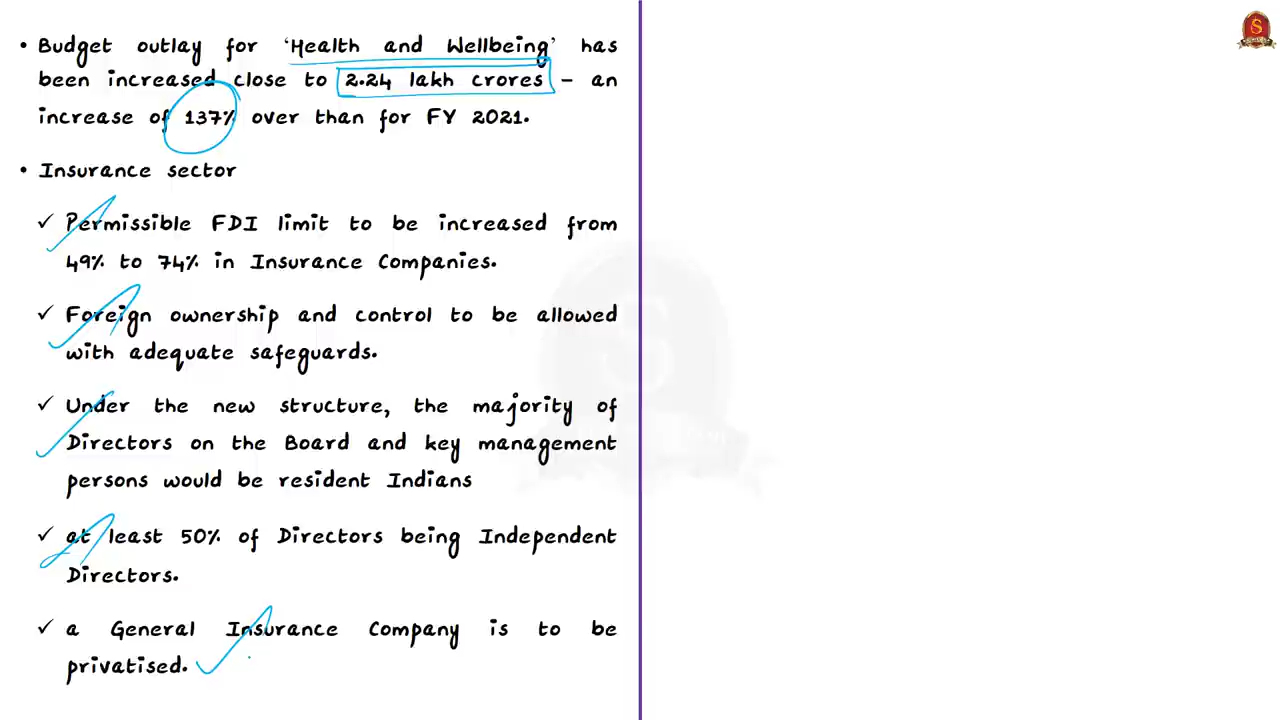 • Budget outlay for 'Health and Wellbeing' has
been increased close to 2.24 lakh crores – an
increase of 137% over than for FY 2021.
• Insurance sector
✓ Permissible FDI limit to be increased from
49% to 74% in Insurance Companies.
✓ Foreign ownership and control to be allowed
with adequate safeguards.
✓ Under the new structure, the majority of
Directors on the Board and key management
persons would be resident Indians
✓ at least 50% of Directors being Independent
Directors.
✓ a General Insurance Company is to be
privatised.